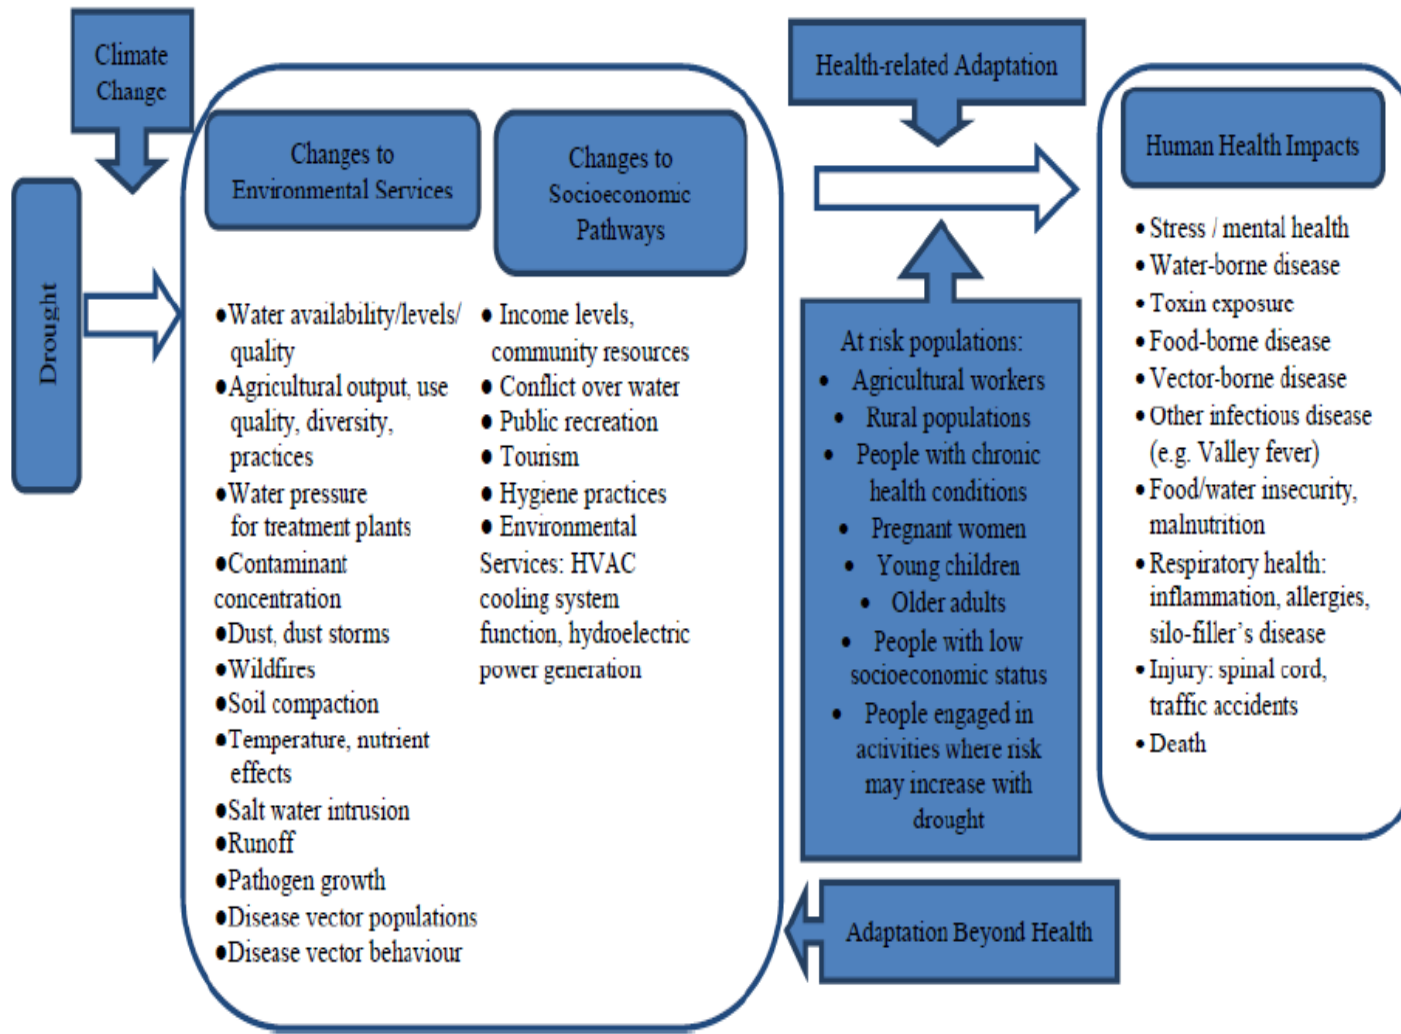 Climate
Change
Drought
Changes to
Environmental Services
●Water availability/levels/
quality
●Agricultural output, use
quality, diversity,
practices
●Water pressure
for treatment plants
●Contaminant
concentration
●Dust, dust storms
●Wildfires
●Soil compaction
●Temperature, nutrient
effects
●Salt water intrusion
●Runoff
●Pathogen growth
●Disease vector populations
●Disease vector behaviour
Changes to
Socioeconomic
Pathways
● Income levels,
community resources
● Conflict over water
● Public recreation
● Tourism
● Hygiene practices
● Environmental
Services: HVAC
cooling system
function, hydroelectric
power generation
Health-related Adaptation
At risk populations:
• Agricultural workers
• Rural populations
• People with chronic
health conditions
• Pregnant women
• Young children
• Older adults
• People with low
socioeconomic status
• People engaged in
activities where risk
may increase with
drought
Adaptation Beyond Health
Human Health Impacts
• Stress / mental health
• Water-borne disease
• Toxin exposure
• Food-borne disease
• Vector-borne disease
• Other infectious disease
(e.g. Valley fever)
• Food/water insecurity,
malnutrition
• Respiratory health:
inflammation, allergies,
silo-filler's disease
• Injury: spinal cord,
traffic accidents
• Death